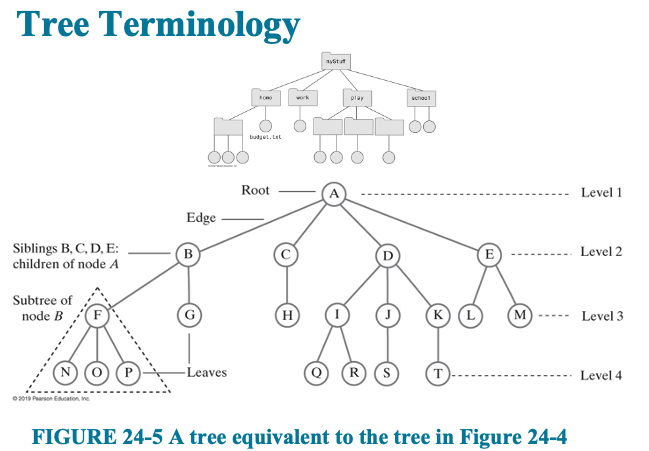 Tree Terminology
myStuff
home
work
play
school
budget.txt
Root
A
Level 1
Edge
Siblings B, C, D, E:
children of node A
B
C
D
E
Level 2
Subtree of
node B
F
G
H
I
J
K
L
M
Level 3
N
O
P
Leaves
Q
R
S
T
Level 4
© 2019 Pearson Education, Inc.
FIGURE 24-5 A tree equivalent to the tree in Figure 24-4